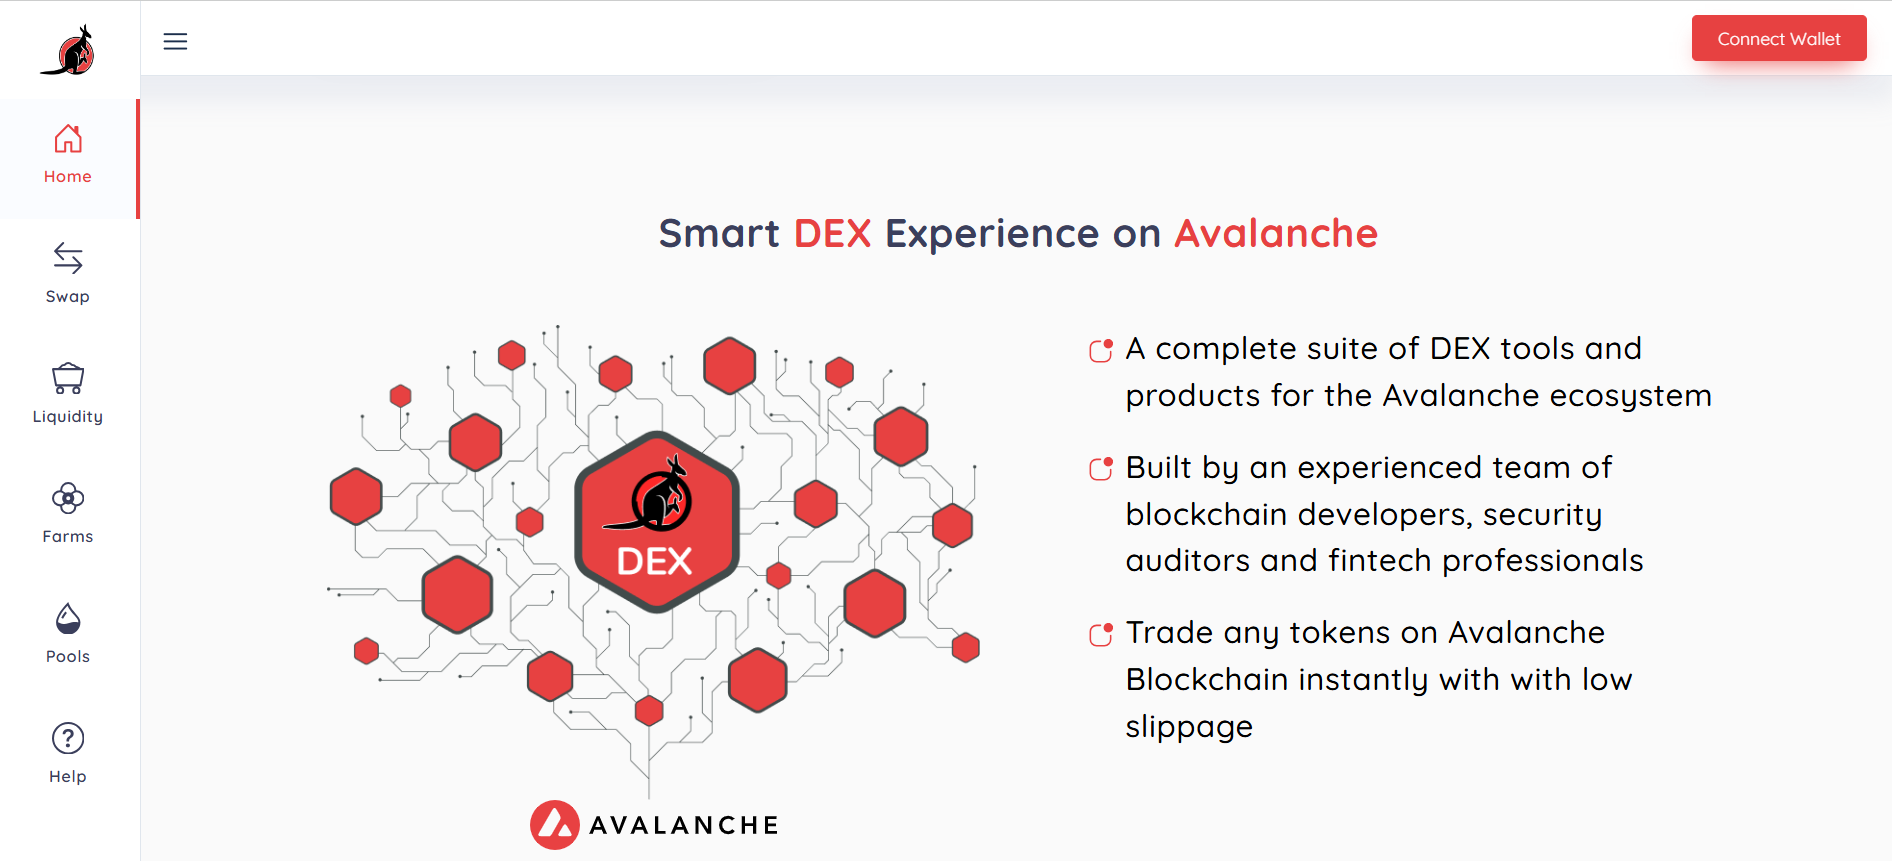 Connect Wallet
Home
Swap
Liquidity
Farms
Pools
Help
Smart DEX Experience on Avalanche
DEX
AVALANCHE
A complete suite of DEX tools and
products for the Avalanche ecosystem
Built by an experienced team of
blockchain developers, security
auditors and fintech professionals
Trade any tokens on Avalanche
Blockchain instantly with with low
slippage